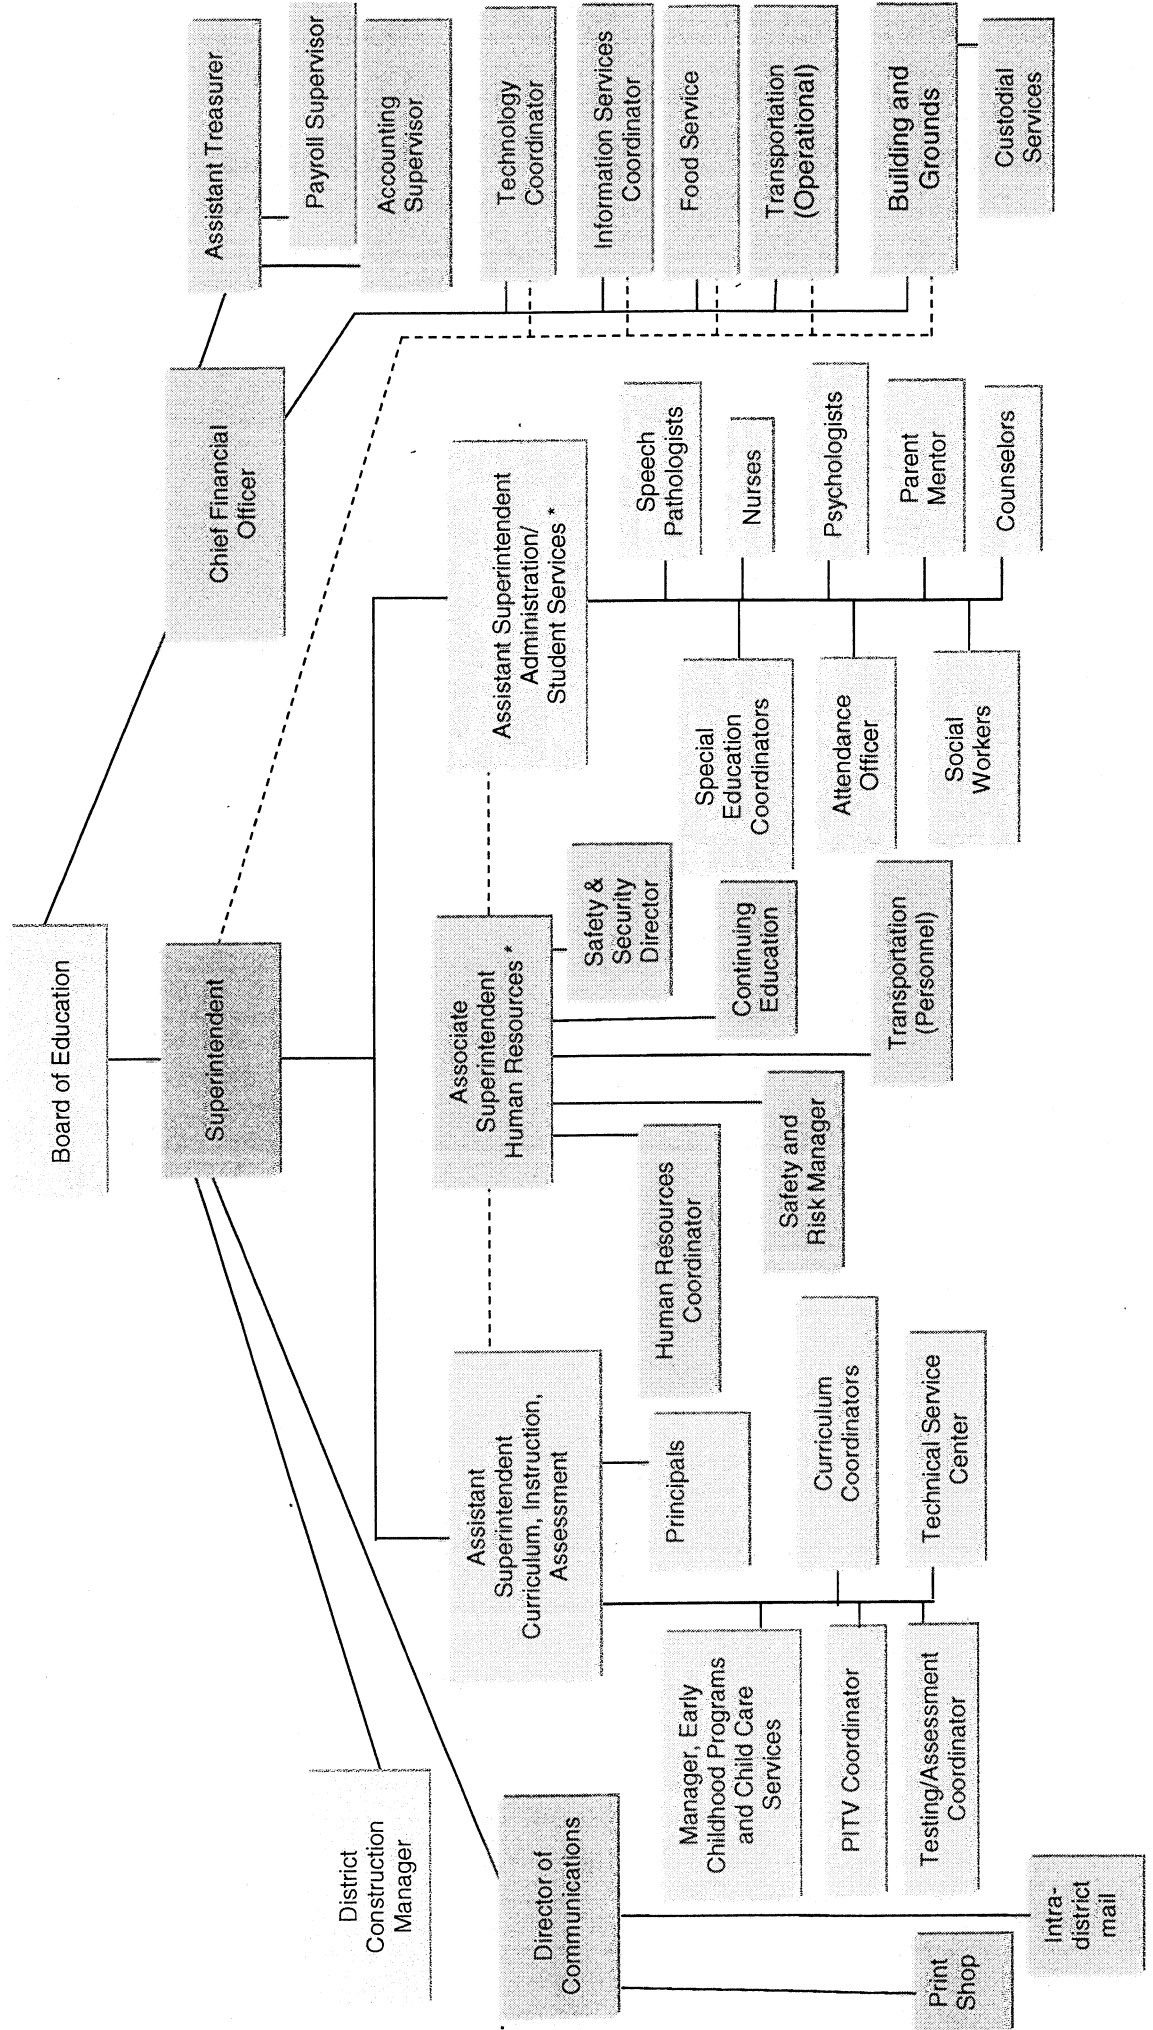 Board of Education
Superintendent
Chief Financial
Officer
Assistant Treasurer
Payroll Supervisor
Accounting
Supervisor
Technology
Coordinator
Information Services
Coordinator
Food Service
Transportation
(Operational)
Building and
Grounds
Custodial
Services
District
Construction
Manager
Director of
Communications
Print
Shop
Intra-
district
mail
Assistant
Superintendent
Curriculum, Instruction,
Assessment
Principals
Manager, Early
Childhood Programs
and Child Care
Services
Curriculum
Coordinators
PITV Coordinator
Technical Service
Center
Testing/Assessment
Coordinator
Associate
Superintendent
Human Resources *
Human Resources
Coordinator
Safety and
Risk Manager
Transportation
(Personnel)
Continuing
Education
Safety &
Security
Director
Assistant Superintendent
Administration/
Student Services *
Speech
Pathologists
Special
Education
Coordinators
Nurses
Psychologists
Attendance
Officer
Parent
Mentor
Social
Workers
Counselors